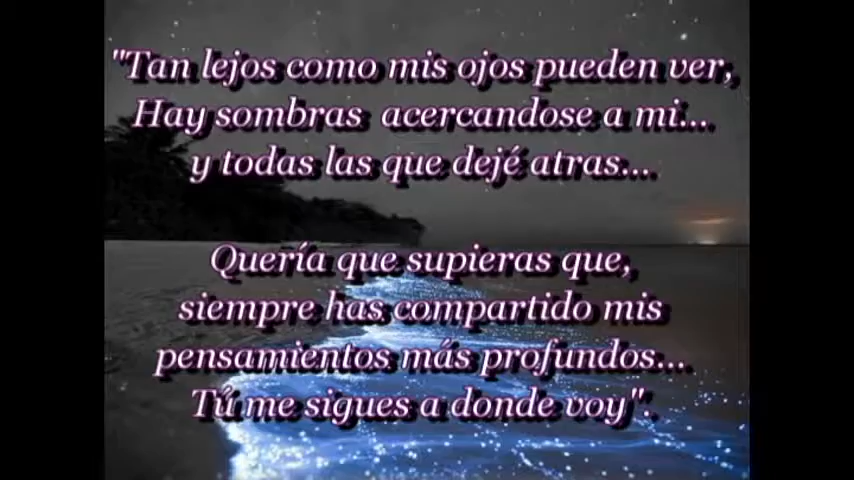 "Tan lejos como mis ojos pueden ver,
Hay sombras acercandose a mi...
y todas las que dejé atras...
Quería que supieras que,
siempre has compartido mis
pensamientos más profundos...
Tú me sigues a donde voy".